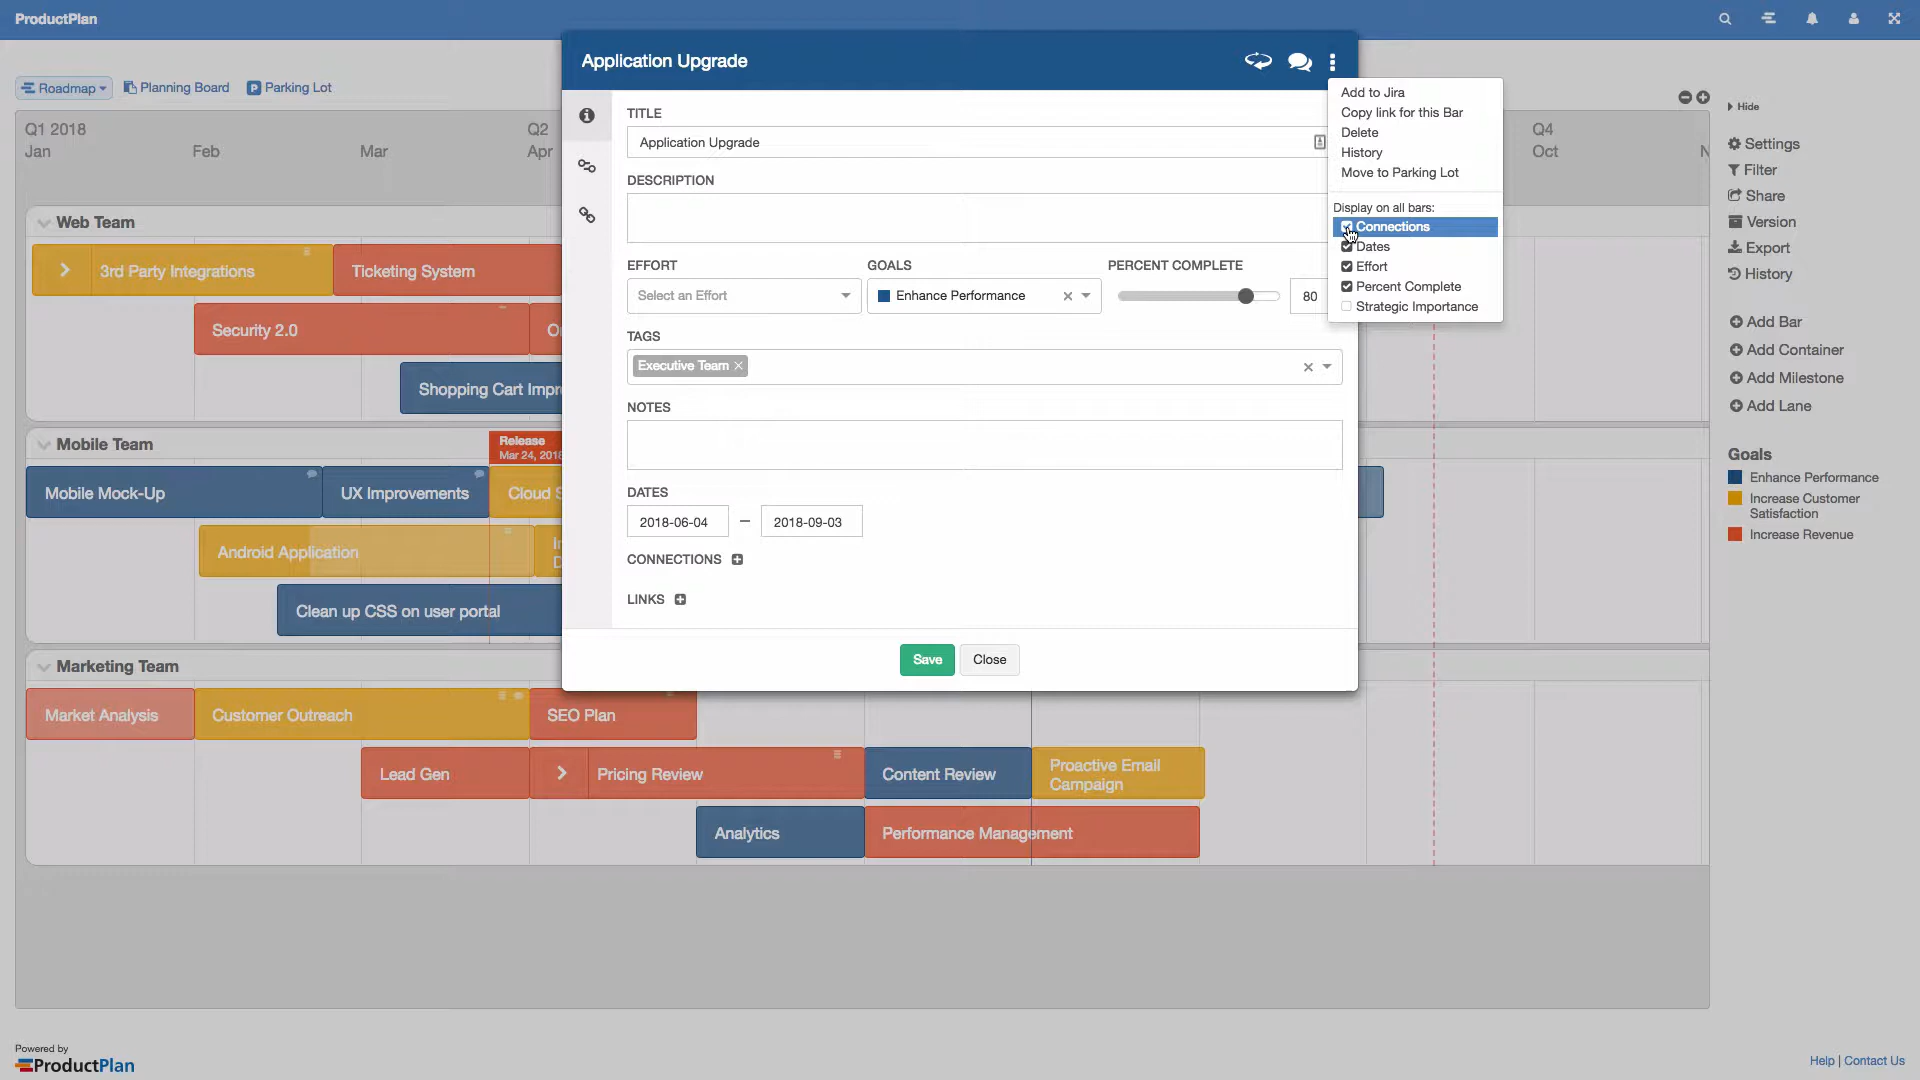 ProductPlan
Roadmap
Planning Board
Parking Lot
Q1 2018
Jan
Feb
Mar
Q2
Apr
Q4
Oct
Web Team
3rd Party Integrations
Ticketing System
Security 2.0
Shopping Cart Impr
Mobile Team
Release
Mar 24, 2018
Mobile Mock-Up
UX Improvements
Cloud S
Android Application
Clean up CSS on user portal
Marketing Team
Market Analysis
Customer Outreach
SEO Plan
Lead Gen
Pricing Review
Content Review
Proactive Email
Campaign
Analytics
Performance Management
Application Upgrade
TITLE
Application Upgrade
DESCRIPTION
EFFORT
Select an Effort
GOALS
Enhance Performance
PERCENT COMPLETE
80
TAGS
Executive Team
NOTES
DATES
2018-06-04 – 2018-09-03
CONNECTIONS
LINKS
Save
Close
Add to Jira
Copy link for this Bar
Delete
History
Move to Parking Lot
Display on all bars:
Connections
Dates
Effort
Percent Complete
Strategic Importance
Hide
Settings
Filter
Share
Version
Export
History
Add Bar
Add Container
Add Milestone
Add Lane
Goals
Enhance Performance
Increase Customer
Satisfaction
Increase Revenue
Powered by
ProductPlan
Help | Contact Us